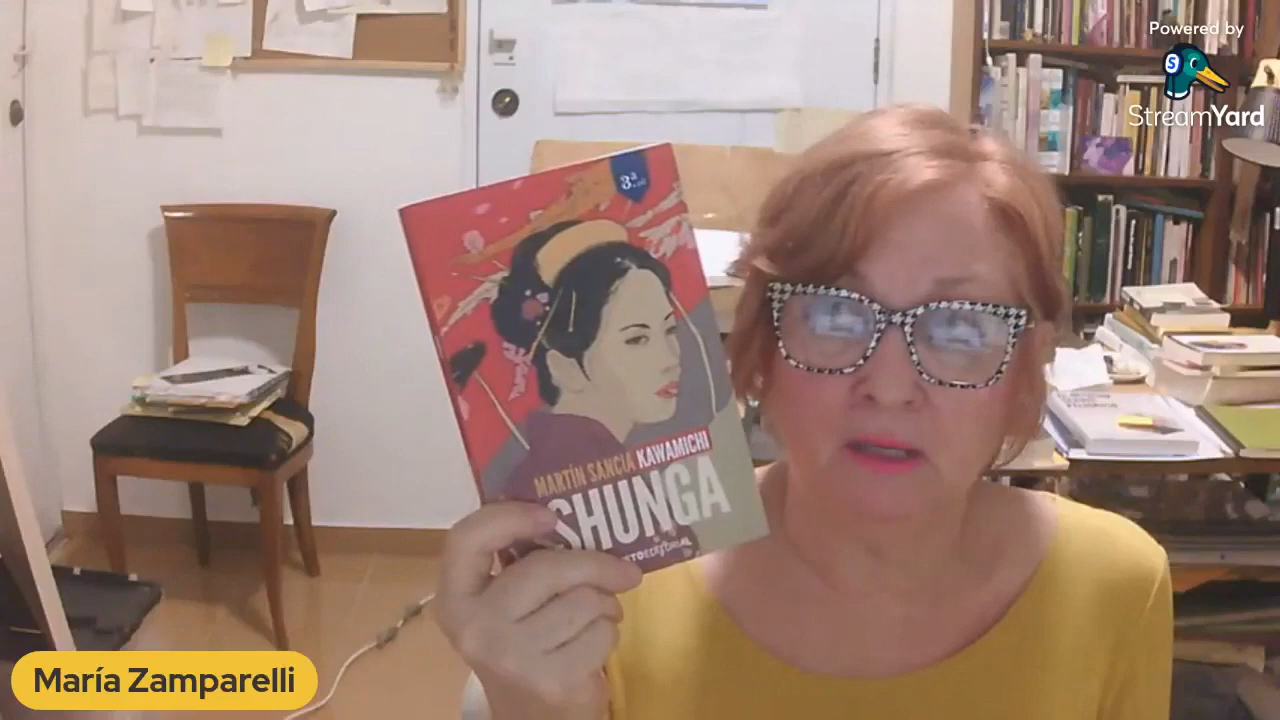 Powered by
StreamYard
3ª
MARTÍN SANCIA KAWAMICHI
SHUNGA
María Zamparelli